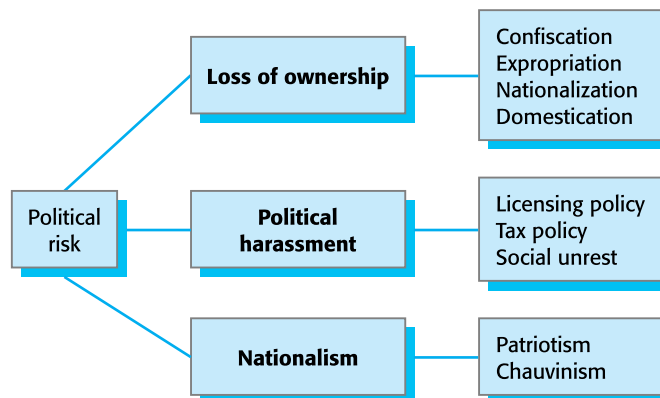 Political
risk
Loss of ownership
Confiscation
Expropriation
Nationalization
Domestication
Political
harassment
Licensing policy
Tax policy
Social unrest
Nationalism
Patriotism
Chauvinism